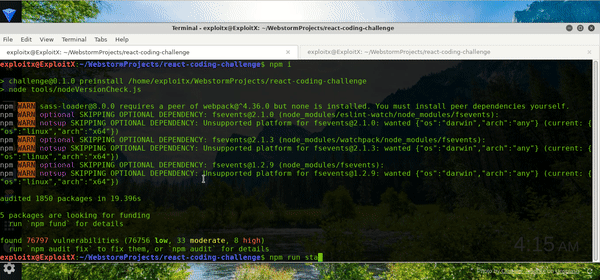 Terminal - exploitx@ExploitX: ~/WebstormProjects/react-coding-challenge
exploitx@ExploitX: ~/WebstormProjects/react-coding-challenge × exploitx@ExploitX: ~/WebstormProjects/react-coding-challenge
exploitx@ExploitX:~/WebstormProjects/react-coding-challenge$ npm i
> challenge@0.1.0 preinstall /home/exploitx/WebstormProjects/react-coding-challenge
> node tools/nodeVersionCheck.js
npm WARN sass-loader@8.0.0 requires a peer of webpack@^4.36.0 but none is installed. You must install peer dependencies yourself.
npm WARN optional SKIPPING OPTIONAL DEPENDENCY: fsevents@2.1.0 (node_modules/eslint-watch/node_modules/fsevents):
npm WARN notsup SKIPPING OPTIONAL DEPENDENCY: Unsupported platform for fsevents@2.1.0: wanted {"os":"darwin","arch":"any"} (current: {
"os":"linux","arch":"x64"})
npm WARN optional SKIPPING OPTIONAL DEPENDENCY: fsevents@2.1.3 (node_modules/watchpack/node_modules/fsevents):
npm WARN notsup SKIPPING OPTIONAL DEPENDENCY: Unsupported platform for fsevents@2.1.3: wanted {"os":"darwin","arch":"any"} (current: {
"os":"linux","arch":"x64"})
npm WARN optional SKIPPING OPTIONAL DEPENDENCY: fsevents@1.2.9 (node_modules/fsevents):
npm WARN notsup SKIPPING OPTIONAL DEPENDENCY: Unsupported platform for fsevents@1.2.9: wanted {"os":"darwin","arch":"any"} (current: {
"os":"linux","arch":"x64"})
audited 1850 packages in 19.396s
5 packages are looking for funding
run `npm fund` for details
found 76797 vulnerabilities (76756 low, 33 moderate, 8 high)
run `npm audit fix` to fix them, or `npm audit` for details
exploitx@ExploitX:~/WebstormProjects/react-coding-challenge$ npm run sta
4:15 AM